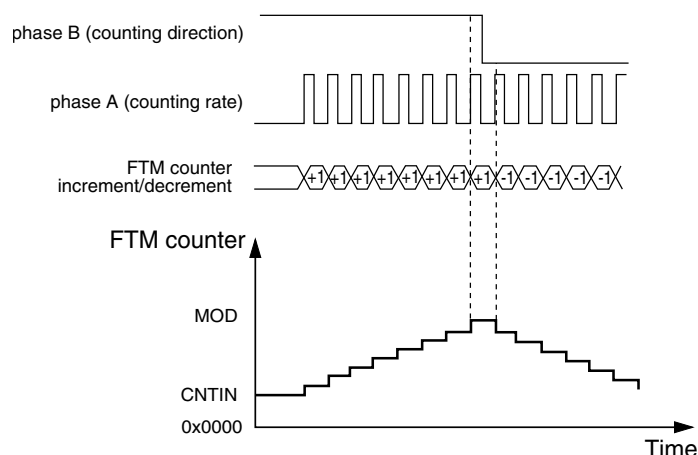 phase B (counting direction)
phase A (counting rate)
FTM counter
increment/decrement
+1 +1 +1 +1 +1 +1 +1 +1 -1 -1 -1 -1 -1
FTM counter
MOD
CNTIN
0x0000
Time